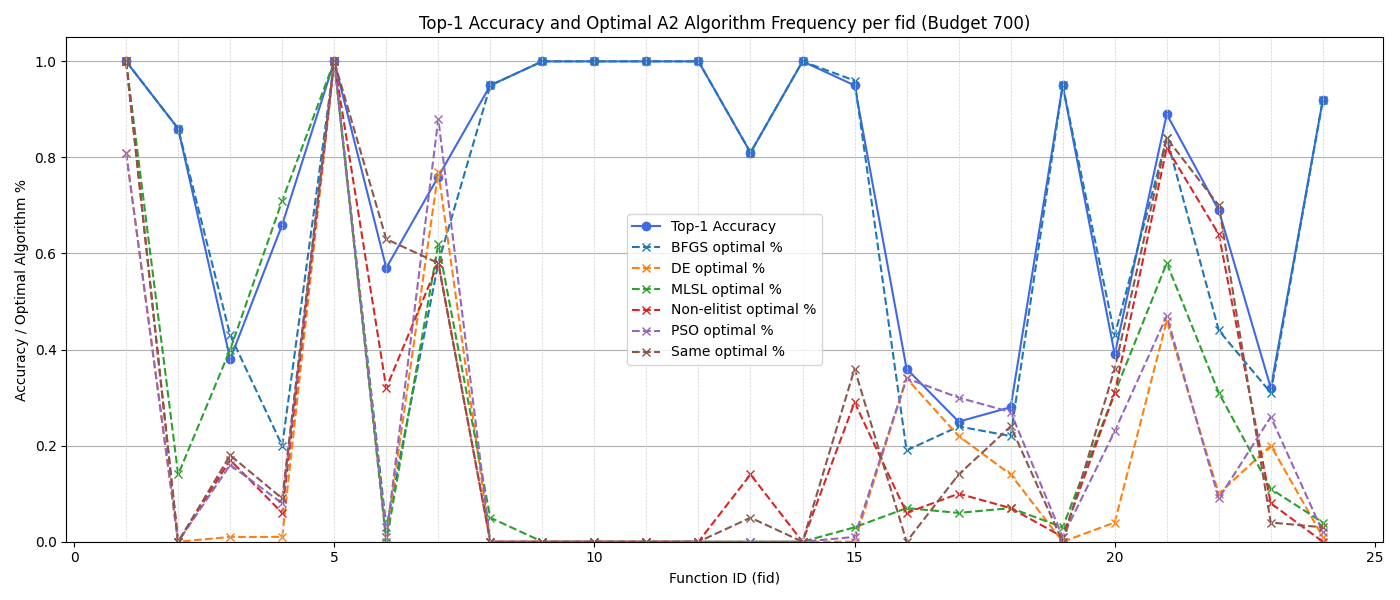 Top-1 Accuracy and Optimal A2 Algorithm Frequency per fid (Budget 700)
Accuracy / Optimal Algorithm %
1.0
0.8
0.6
0.4
0.2
0.0
Top-1 Accuracy
BFGS optimal %
DE optimal %
MLSL optimal %
Non-elitist optimal %
PSO optimal %
Same optimal %
0
5
10
15
20
25
Function ID (fid)